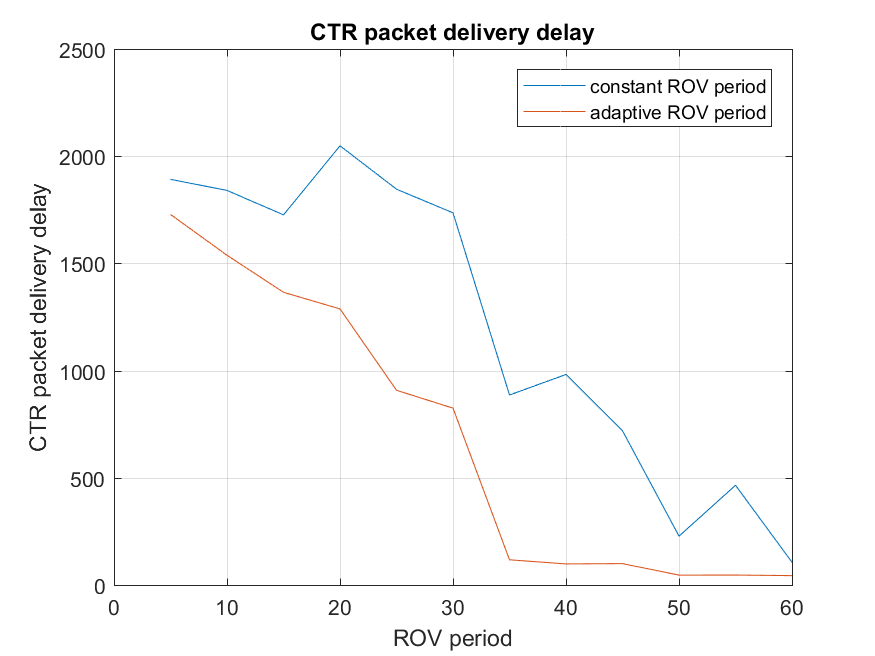 CTR packet delivery delay
2500
2000
1500
1000
500
0
CTR packet delivery delay
constant ROV period
adaptive ROV period
0 10 20 30 40 50 60
ROV period